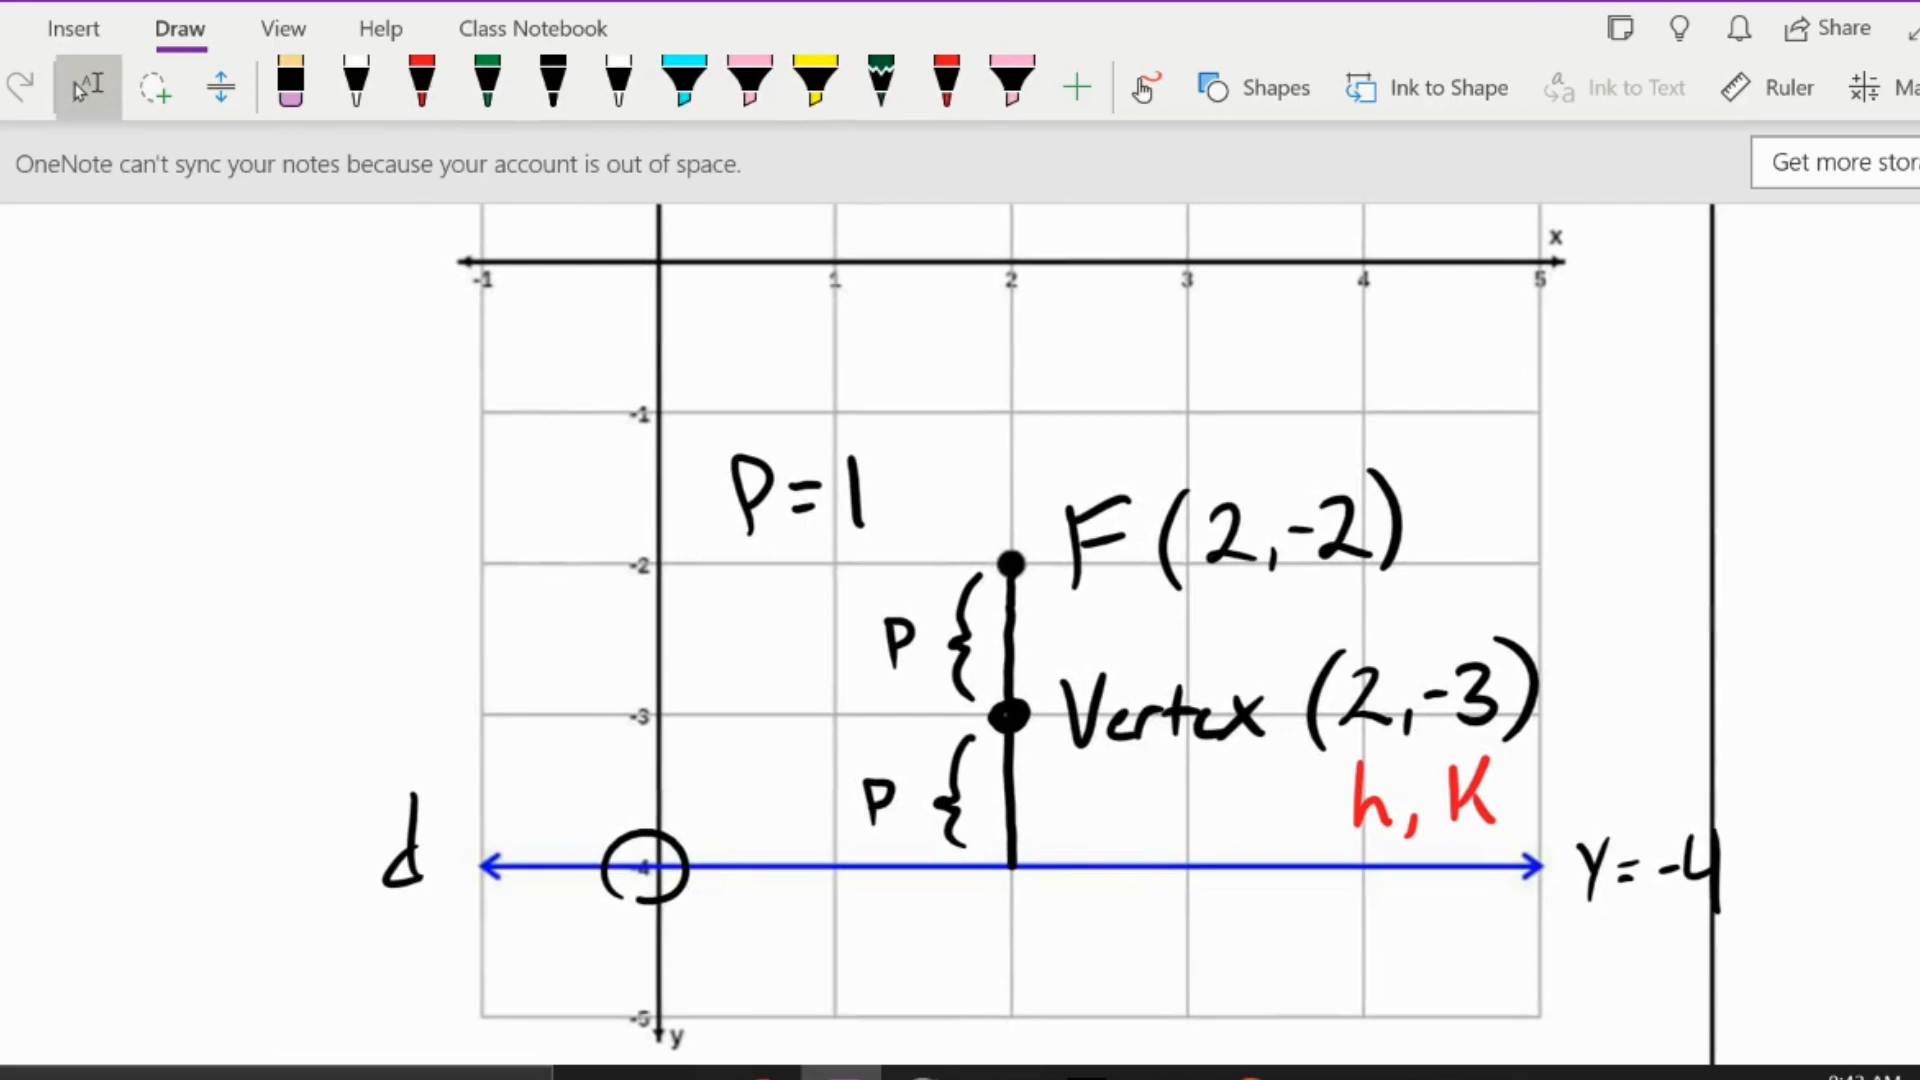 Insert Draw View Help Class Notebook Share
Shapes Ink to Shape Ink to Text Ruler
OneNote can't sync your notes because your account is out of space. Get more
x
-1 1 2 3 4 5
-1
P=1
F(2,-2)
-2
P
Vertex (2,-3)
-3
h, K
P
d
-4
y=-4
-5
y